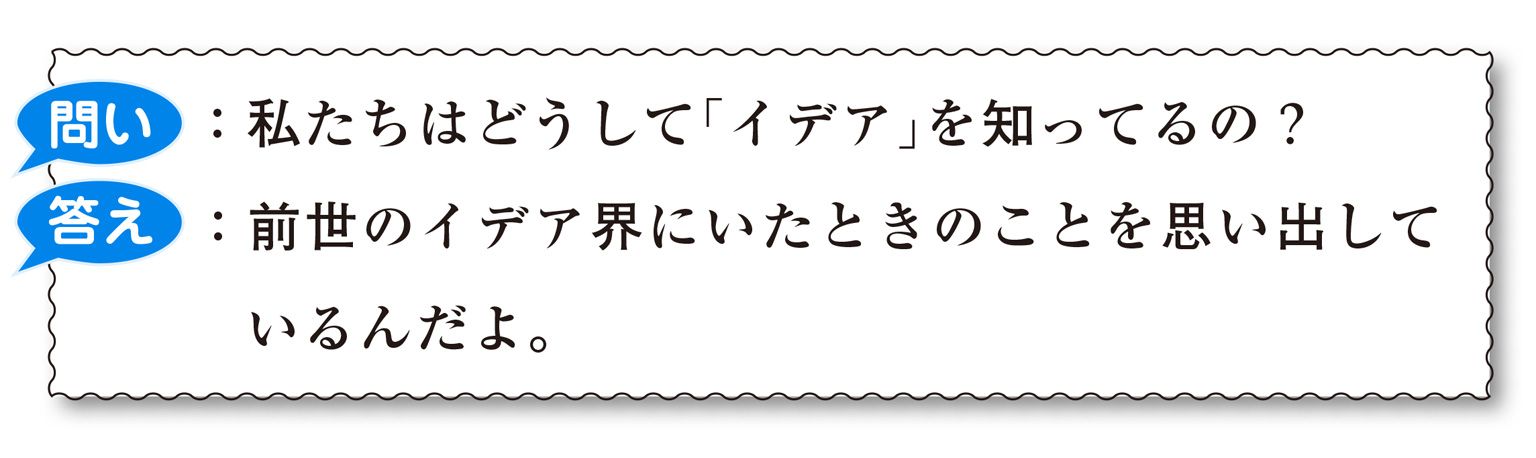 問い：私たちはどうして「イデア」を知ってるの？
答え：前世のイデア界にいたときのことを思い出して
いるんだよ。